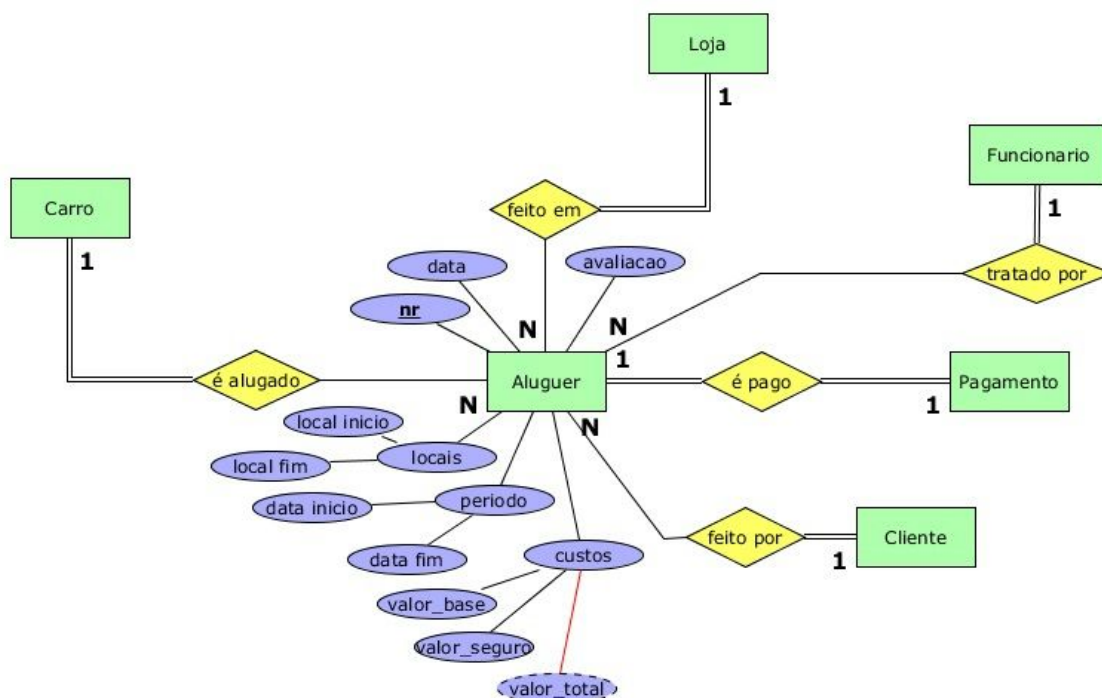 Loja
1
Funcionario
1
Carro
1
feito em
tratado por
data
avaliacao
nr
N
N
1
é alugado
Aluguer
é pago
Pagamento
1
N
N
local inicio
locais
local fim
data inicio
periodo
data fim
custos
feito por
Cliente
1
valor_base
valor_seguro
valor_total